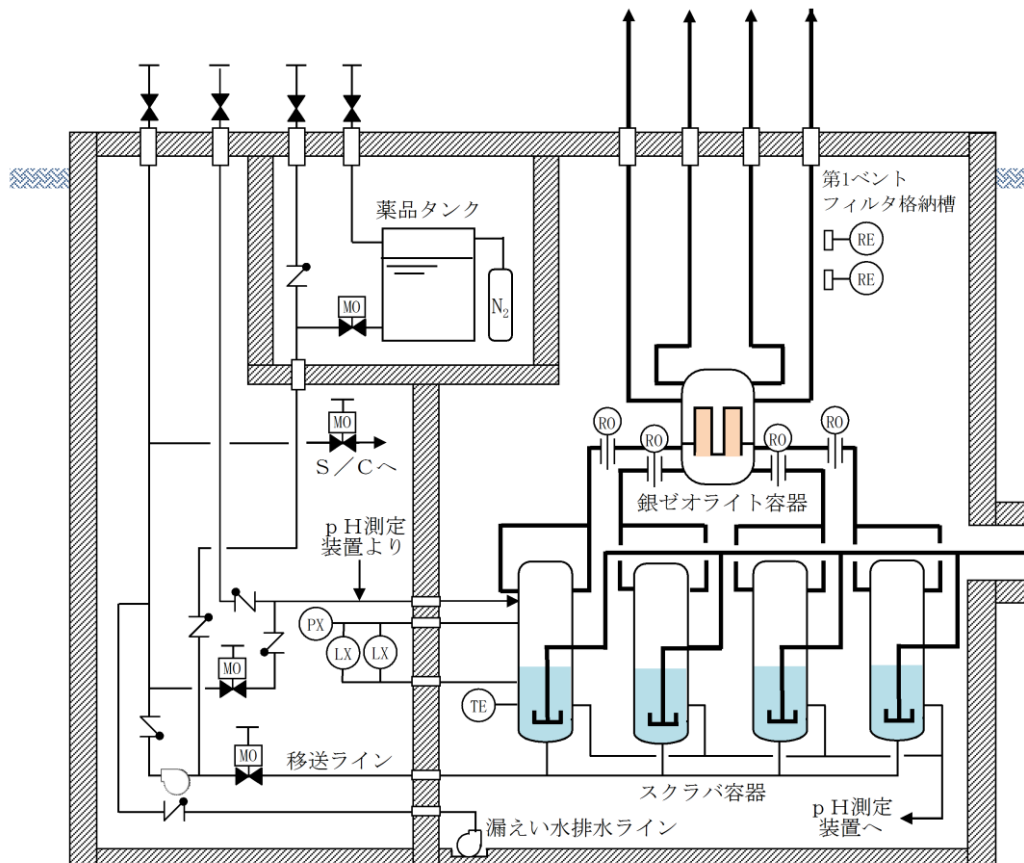 第1ベント
フィルタ格納槽
薬品タンク
RE
RE
MO
N₂
RO
RO
RO
RO
MO
S／Cへ
銀ゼオライト容器
ｐH測定
装置より
PX
LX
LX
MO
TE
MO
移送ライン
スクラバ容器
ｐH測定
装置へ
漏えい水排水ライン